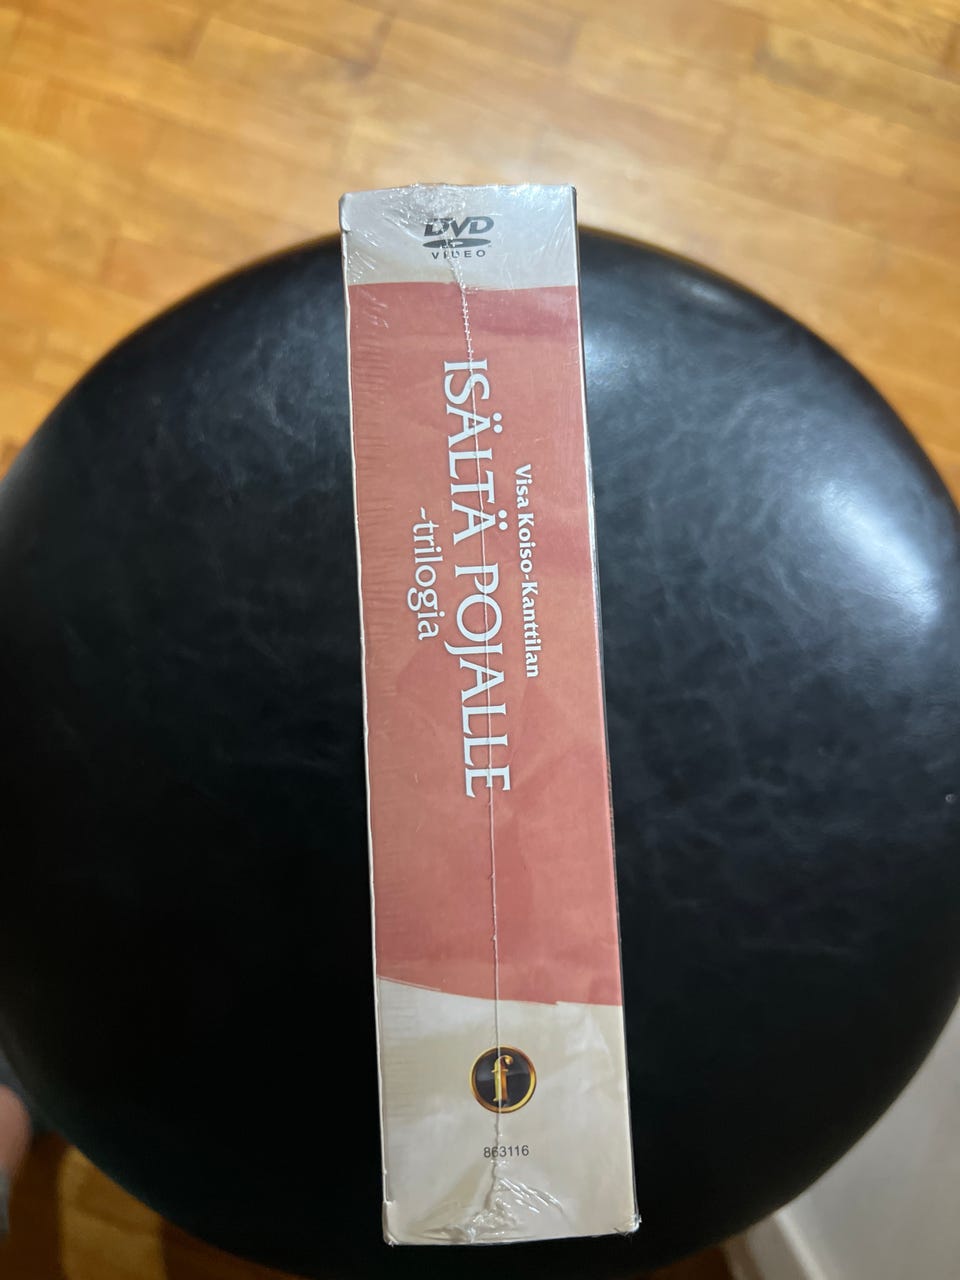 DVD
VIDEO
Visa Koiso-Kanttilan
ISÄLTÄ POJALLE
-trilogia
f
863116